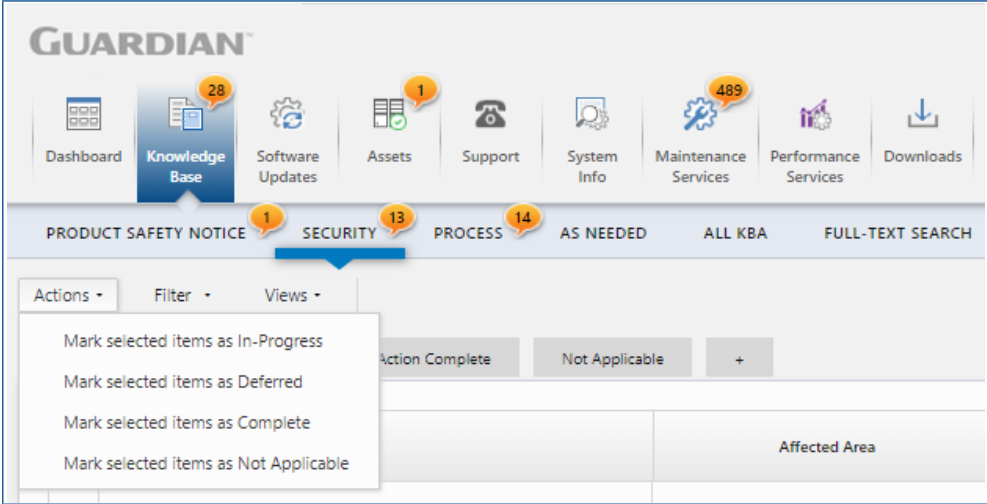 GUARDIAN™
28
1
489
Dashboard
Knowledge
Base
Software
Updates
Assets
Support
System
Info
Maintenance
Services
Performance
Services
Downloads
1
13
14
PRODUCT SAFETY NOTICE
SECURITY
PROCESS
AS NEEDED
ALL KBA
FULL-TEXT SEARCH
Actions
Filter
Views
Mark selected items as In-Progress
Action Complete
Not Applicable
+
Mark selected items as Deferred
Mark selected items as Complete
Mark selected items as Not Applicable
Affected Area